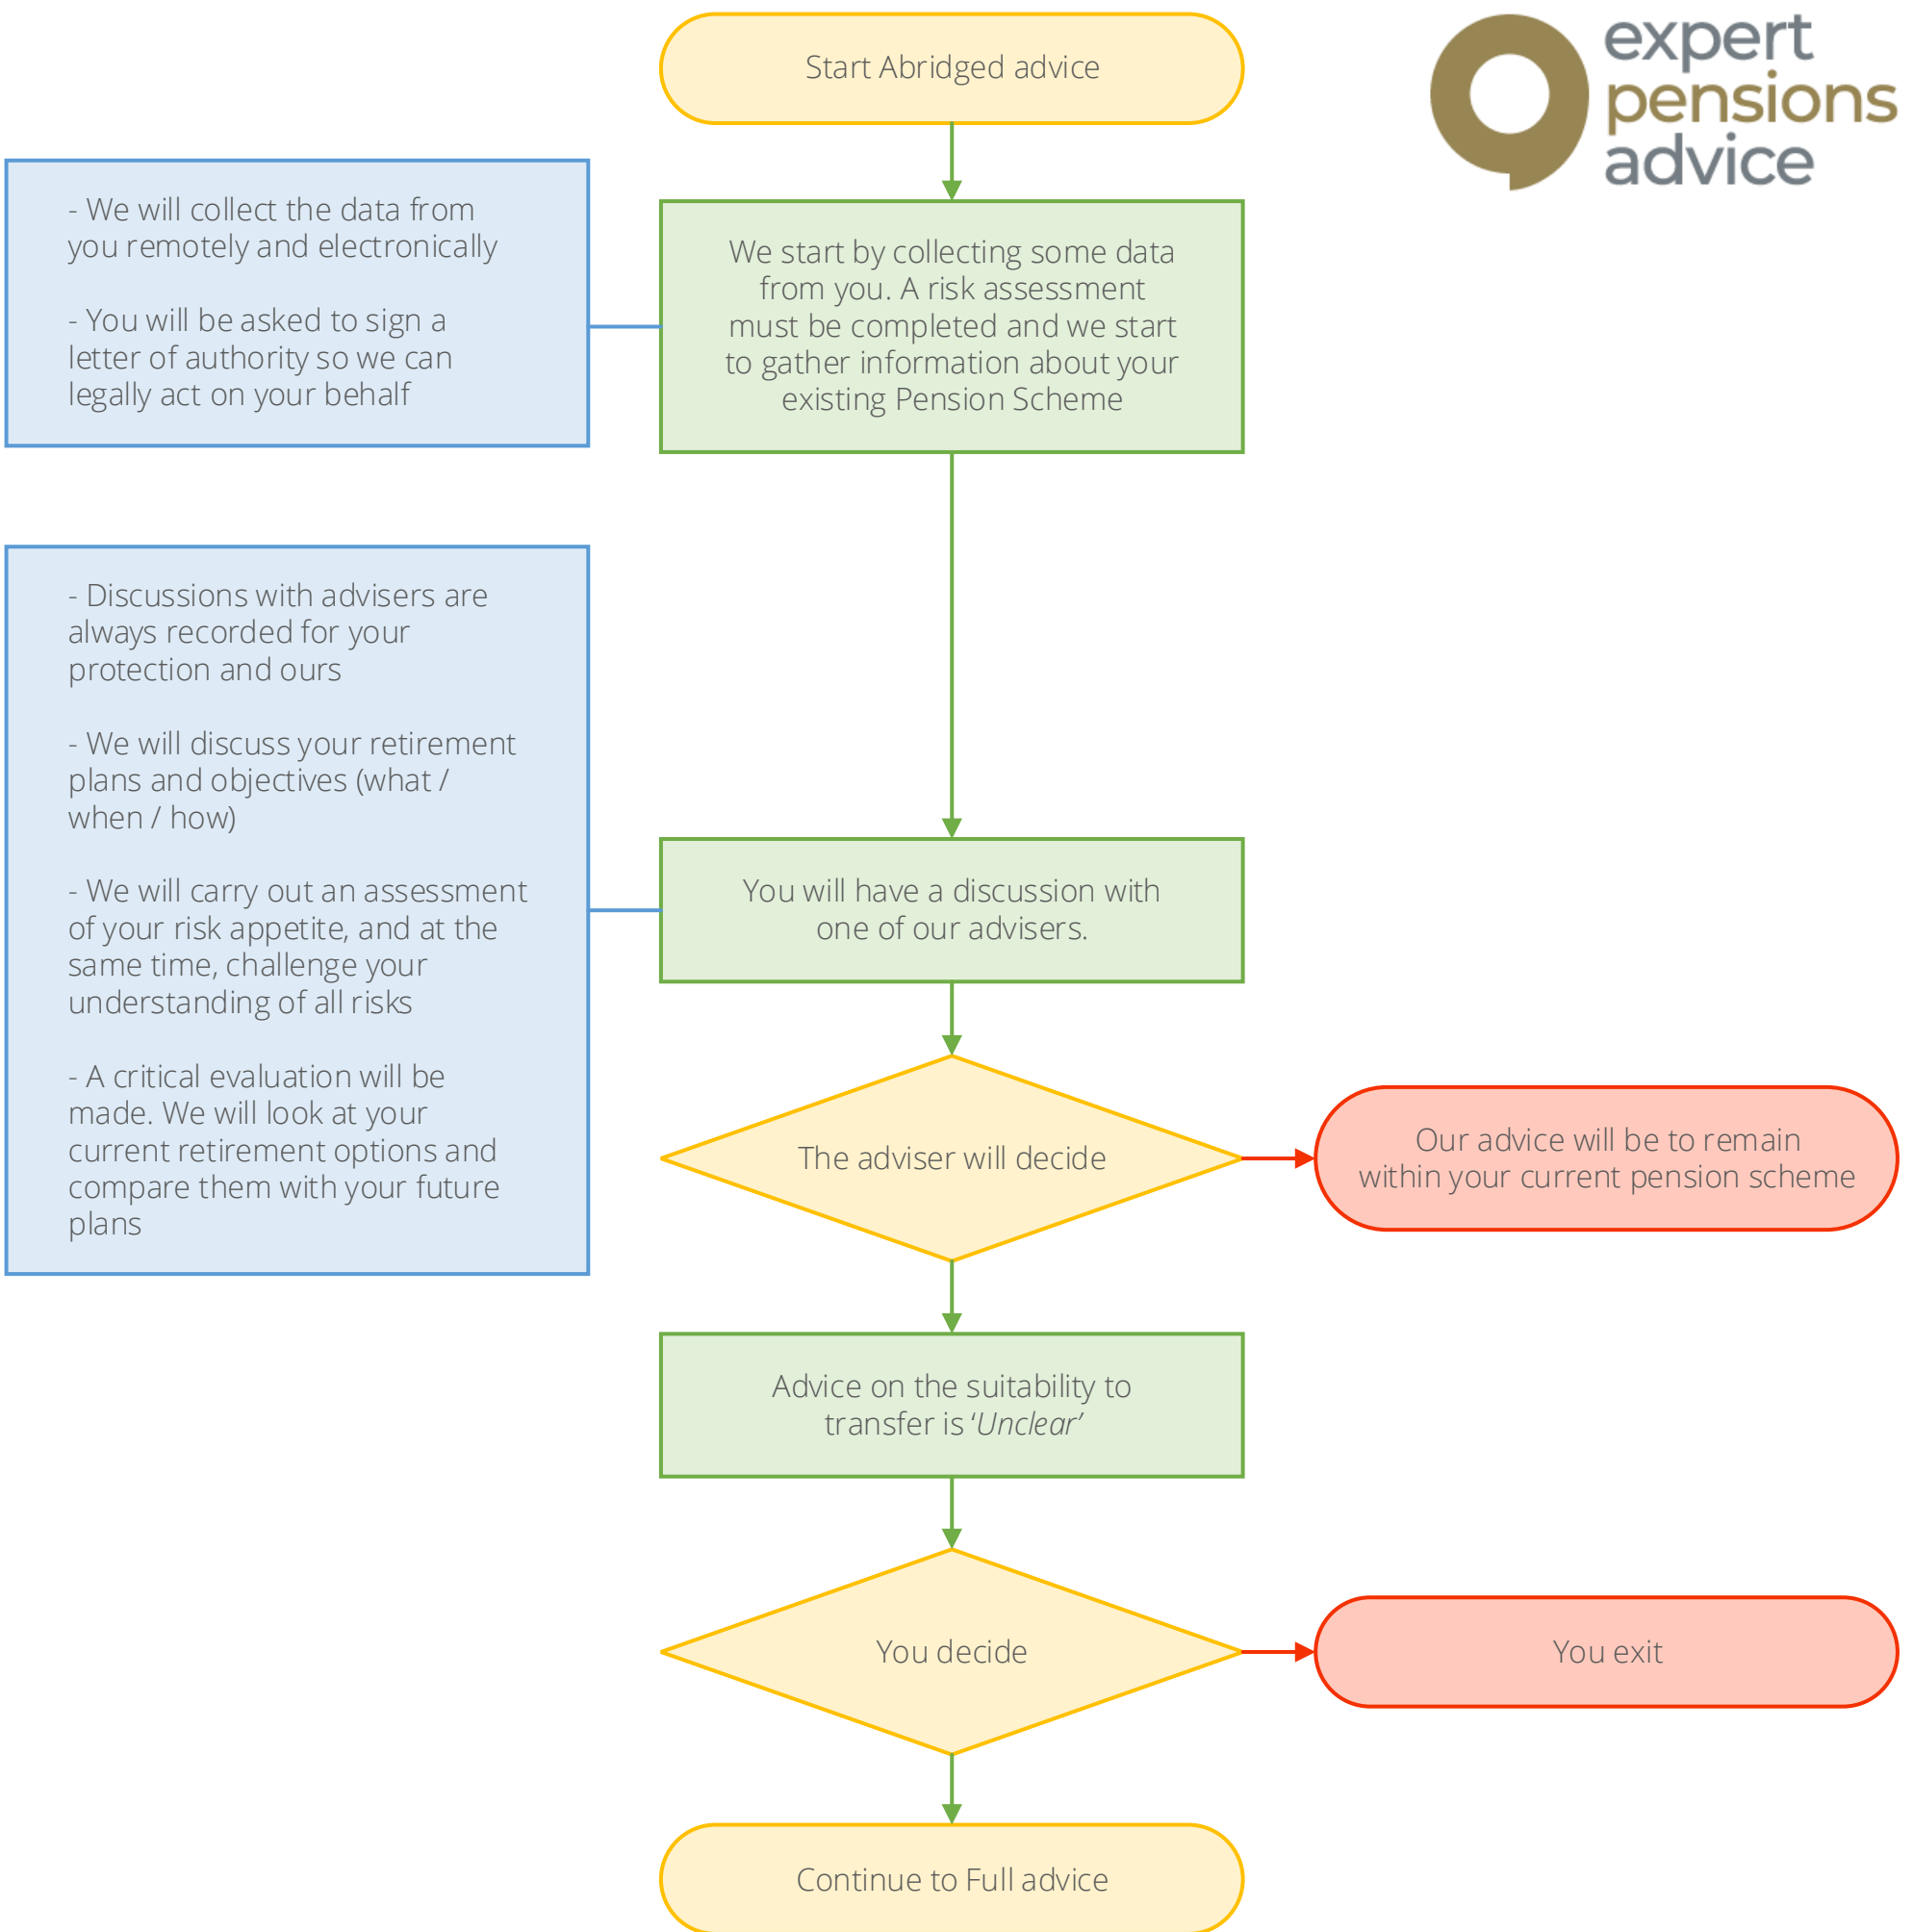 Start Abridged advice
expert
pensions
advice
- We will collect the data from
you remotely and electronically
- You will be asked to sign a
letter of authority so we can
legally act on your behalf
We start by collecting some data
from you. A risk assessment
must be completed and we start
to gather information about your
existing Pension Scheme
- Discussions with advisers are
always recorded for your
protection and ours
- We will discuss your retirement
plans and objectives (what /
when / how)
- We will carry out an assessment
of your risk appetite, and at the
same time, challenge your
understanding of all risks
- A critical evaluation will be
made. We will look at your
current retirement options and
compare them with your future
plans
You will have a discussion with
one of our advisers.
The adviser will decide
Our advice will be to remain
within your current pension scheme
Advice on the suitability to
transfer is ‘Unclear’
You decide
You exit
Continue to Full advice